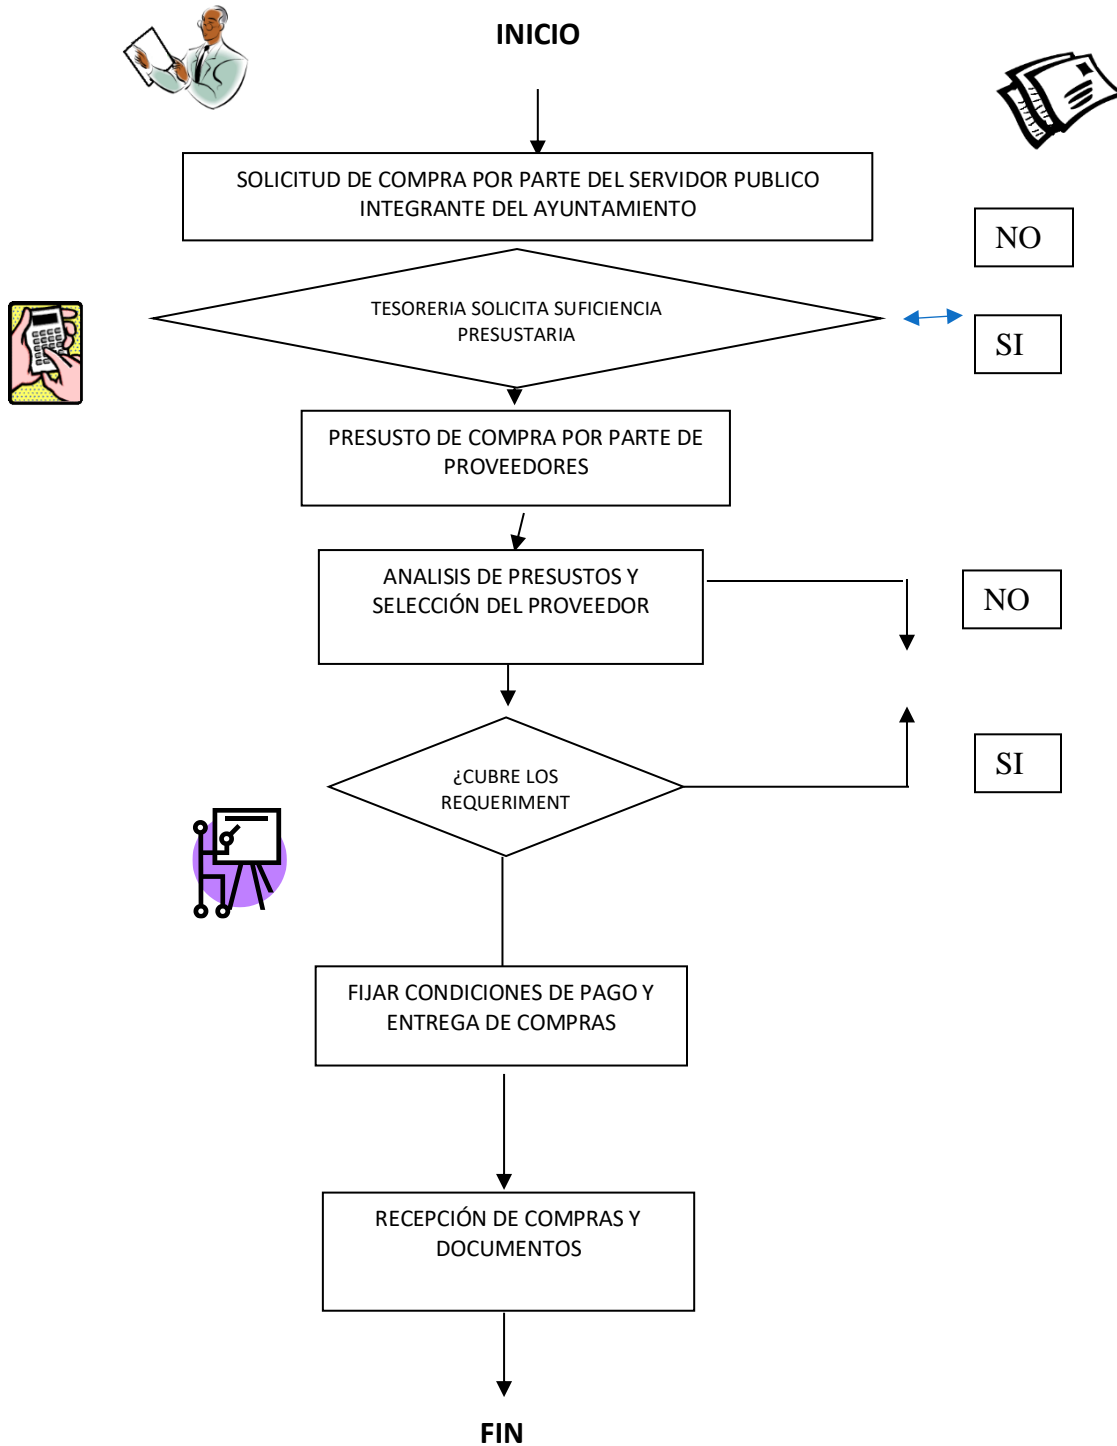 INICIO
SOLICITUD DE COMPRA POR PARTE DEL SERVIDOR PUBLICO
INTEGRANTE DEL AYUNTAMIENTO
NO
TESORERIA SOLICITA SUFICIENCIA
PRESUSTARIA
SI
PRESUSTO DE COMPRA POR PARTE DE
PROVEEDORES
ANALISIS DE PRESUSTOS Y
SELECCIÓN DEL PROVEEDOR
NO
¿CUBRE LOS
REQUERIMENT
SI
FIJAR CONDICIONES DE PAGO Y
ENTREGA DE COMPRAS
RECEPCIÓN DE COMPRAS Y
DOCUMENTOS
FIN